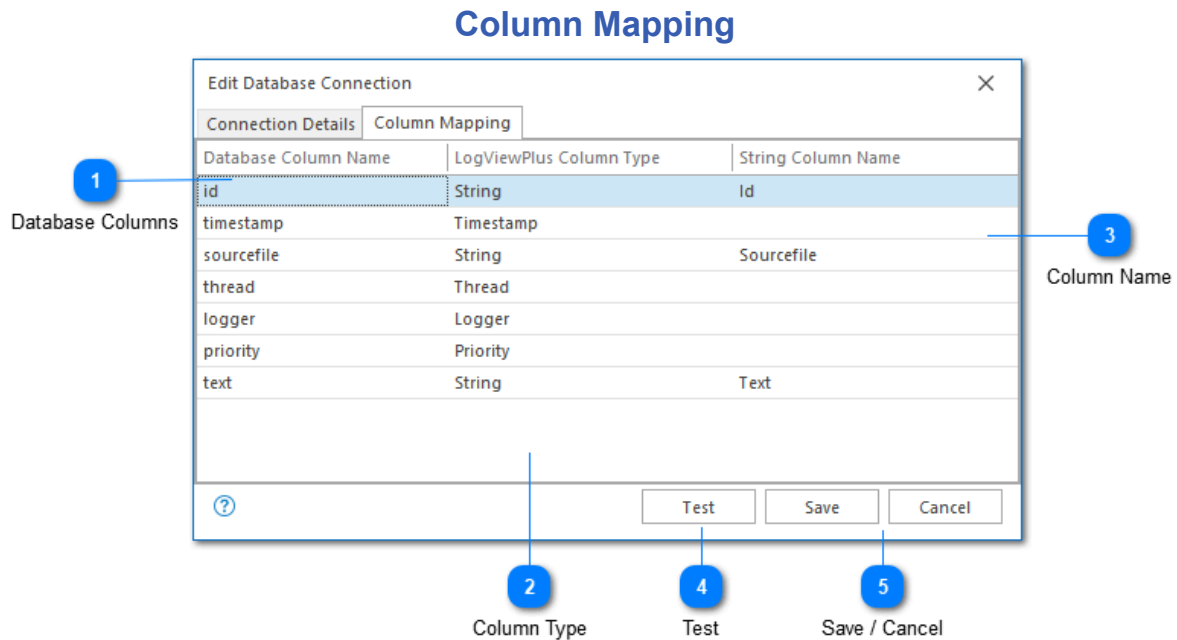 Column Mapping
Edit Database Connection
Connection Details Column Mapping
Database Column Name LogViewPlus Column Type String Column Name
1
id String Id
Database Columns
timestamp Timestamp
3
sourcefile String Sourcefile
Column Name
thread Thread
logger Logger
priority Priority
text String Text
? Test Save Cancel
2 4 5
Column Type Test Save / Cancel